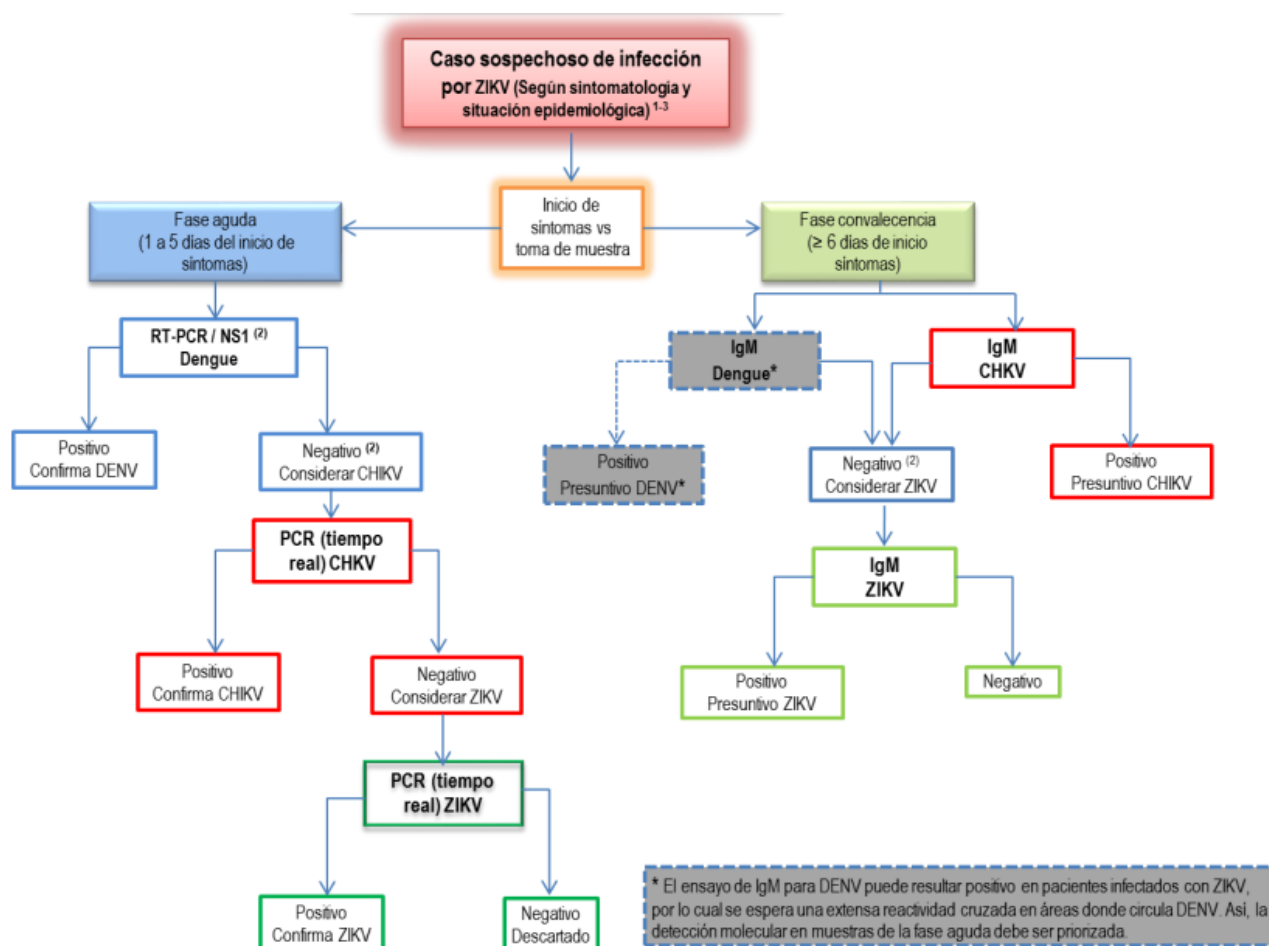 Caso sospechoso de infección
por ZIKV (Según sintomatología y
situación epidemiológica) 1-3
Inicio de
síntomas vs
toma de muestra
Fase aguda
(1 a 5 días del inicio de
síntomas)
Fase convalecencia
(≥ 6 días de inicio
síntomas)
RT-PCR / NS1 (2)
Dengue
IgM
Dengue*
IgM
CHKV
Positivo
Confirma DENV
Negativo (2)
Considerar CHIKV
Positivo
Presuntivo DENV*
Negativo (2)
Considerar ZIKV
Positivo
Presuntivo CHIKV
PCR (tiempo
real) CHKV
IgM
ZIKV
Positivo
Confirma CHIKV
Negativo
Considerar ZIKV
Positivo
Presuntivo ZIKV
Negativo
PCR (tiempo
real) ZIKV
Positivo
Confirma ZIKV
Negativo
Descartado
* El ensayo de IgM para DENV puede resultar positivo en pacientes infectados con ZIKV,
por lo cual se espera una extensa reactividad cruzada en áreas donde circula DENV. Así, la
detección molecular en muestras de la fase aguda debe ser priorizada.